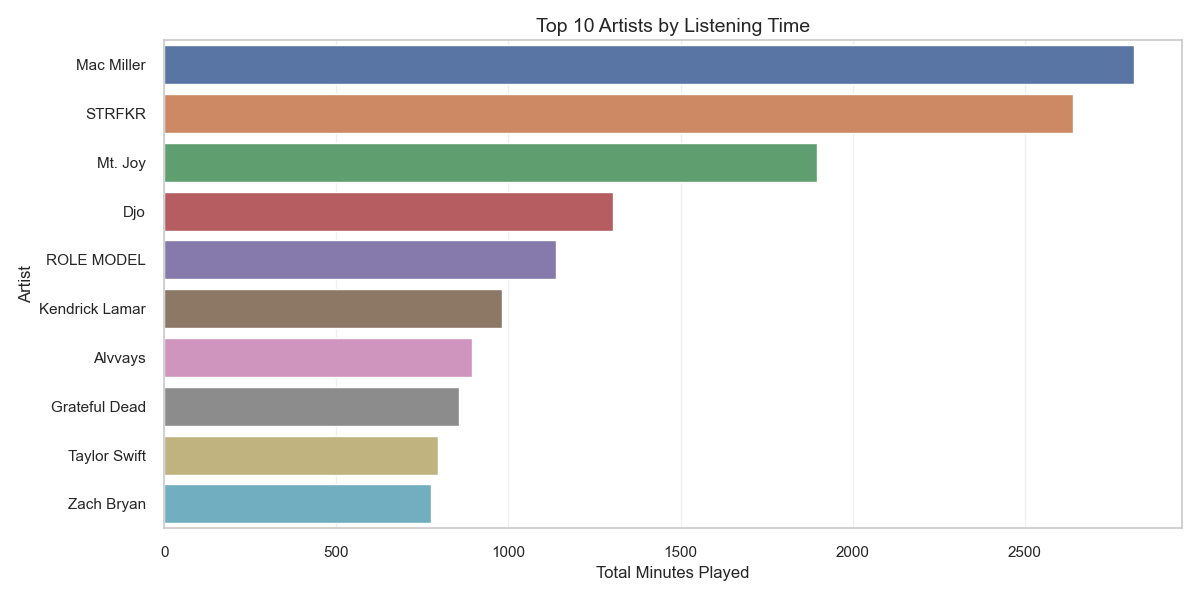 Top 10 Artists by Listening Time
Artist
Mac Miller
STRFKR
Mt. Joy
Djo
ROLE MODEL
Kendrick Lamar
Alvvays
Grateful Dead
Taylor Swift
Zach Bryan
0 500 1000 1500 2000 2500
Total Minutes Played